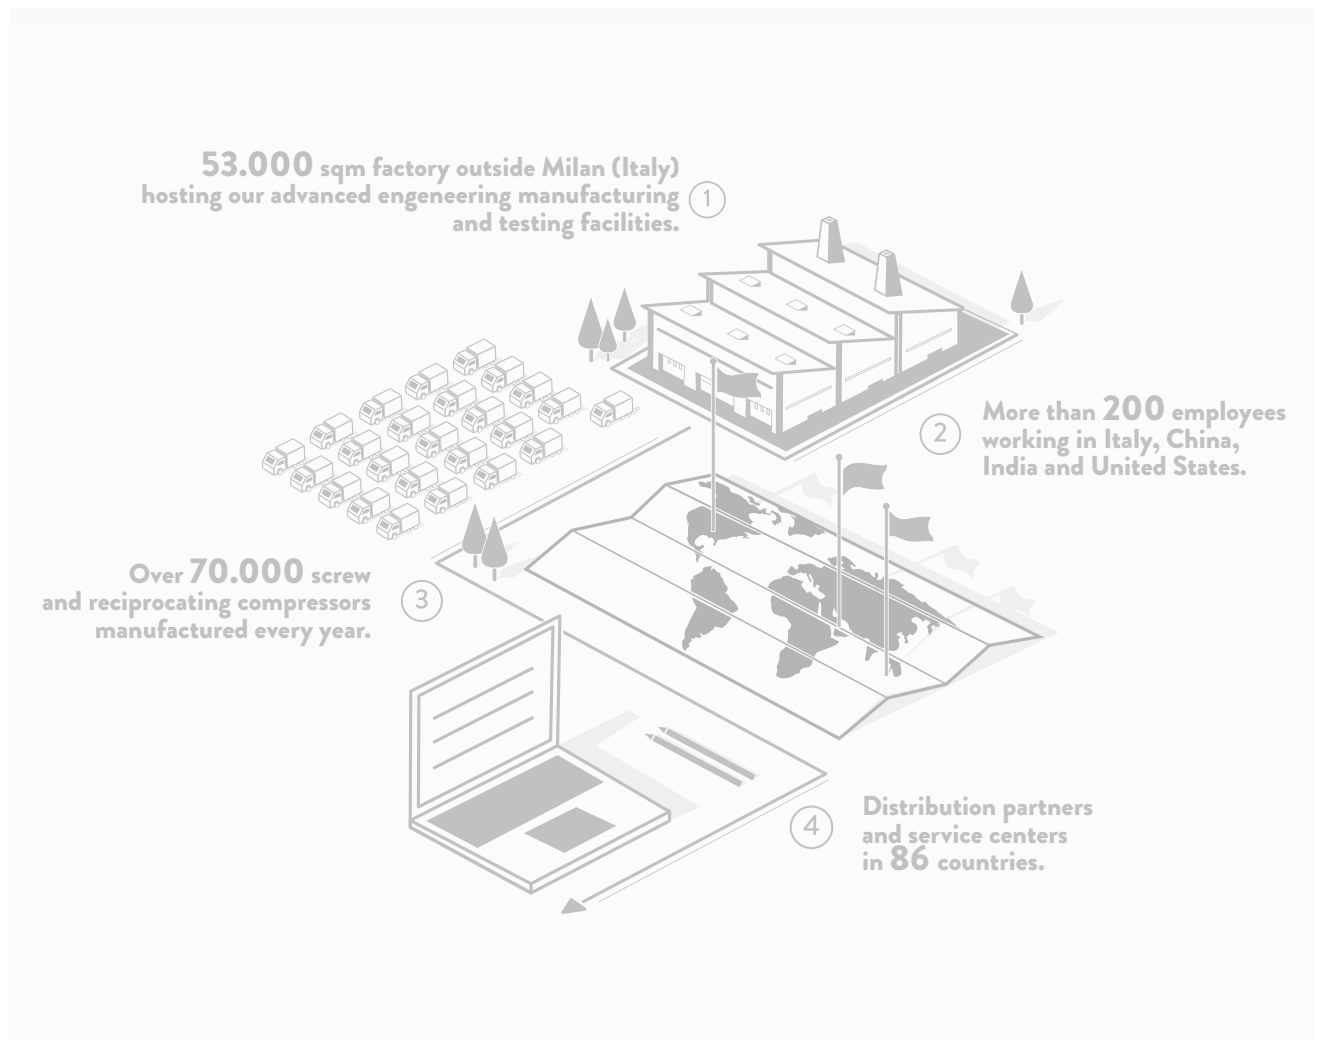 53.000 sqm factory outside Milan (Italy)
hosting our advanced engeneering manufacturing
and testing facilities.
1
2
More than 200 employees
working in Italy, China,
India and United States.
Over 70.000 screw
and reciprocating compressors
manufactured every year.
3
4
Distribution partners
and service centers
in 86 countries.